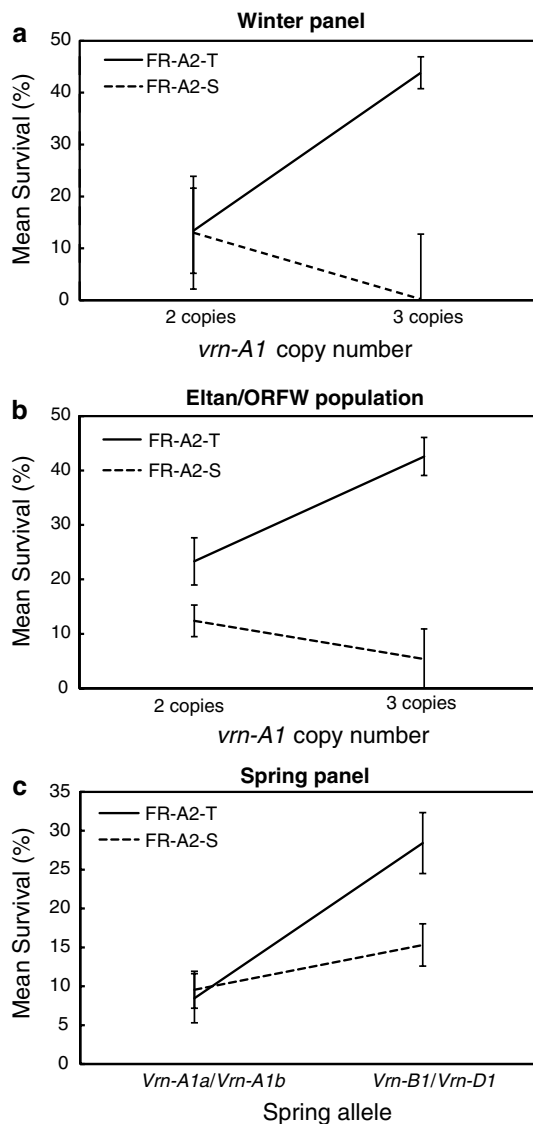 a
Winter panel
50
40
30
20
10
0
FR-A2-T
FR-A2-S
Mean Survival (%)
2 copies
3 copies
vrn-A1 copy number
b
Eltan/ORFW population
50
40
30
20
10
0
FR-A2-T
FR-A2-S
Mean Survival (%)
2 copies
3 copies
vrn-A1 copy number
c
Spring panel
35
30
25
20
15
10
5
0
FR-A2-T
FR-A2-S
Mean Survival (%)
Vrn-A1a/Vrn-A1b
Vrn-B1/Vrn-D1
Spring allele